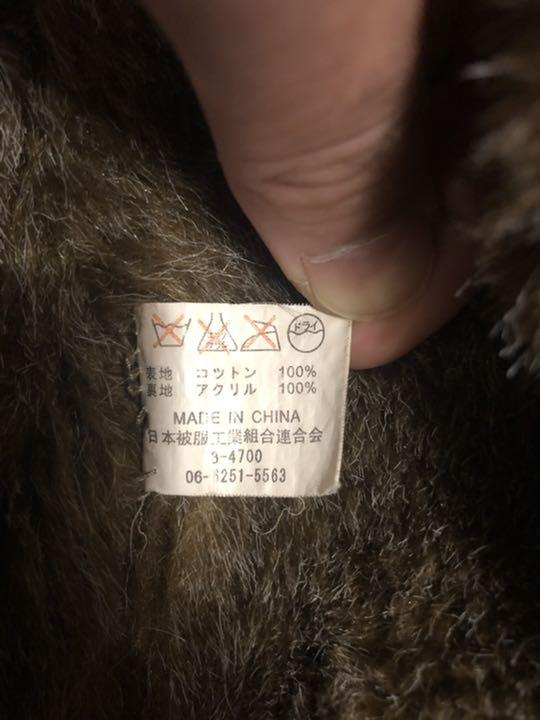 ドライ
表地 コットン 100%
裏地 アクリル 100%
MADE IN CHINA
日本被服工業組合連合会
3-4700
06-6251-5563